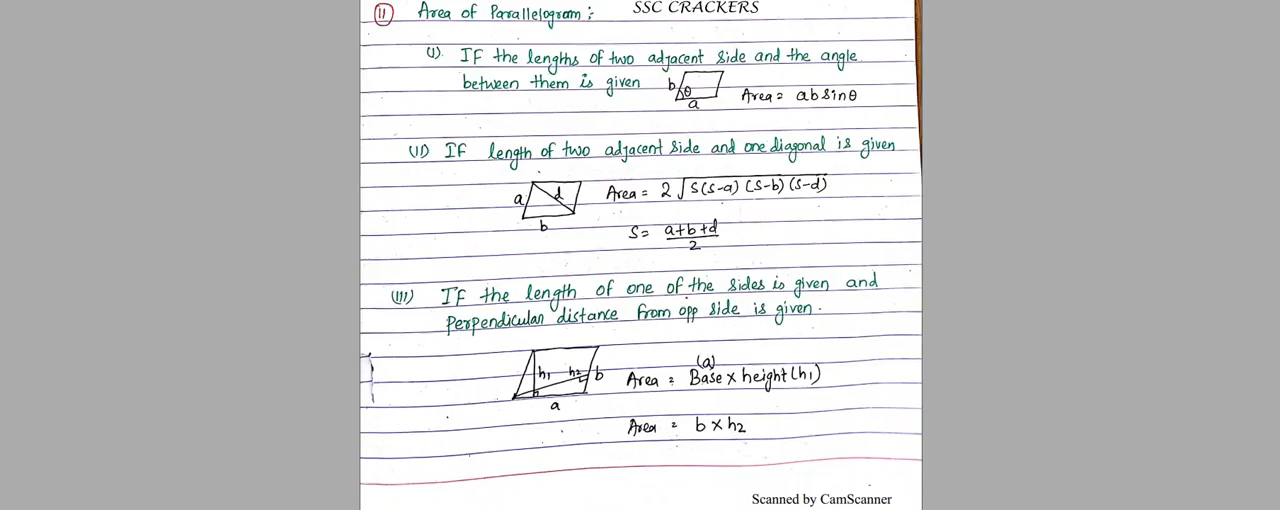 SSC CRACKERS
11 Area of Parallelogram :
(I). IF the lengths of two adjacent side and the angle
between them is given
b θ a
Area = ab sinθ
(II) IF length of two adjacent side and one diagonal is given
a d b
Area = 2 √s(s-a) (s-b) (s-d)
S = a+b+d / 2
(III) IF the length of one of the sides is given and
perpendicular distance from opp side is given.
h₁ h₂ b a
(a)
Area = Base x height (h₁)
Area = b x h₂
Scanned by CamScanner